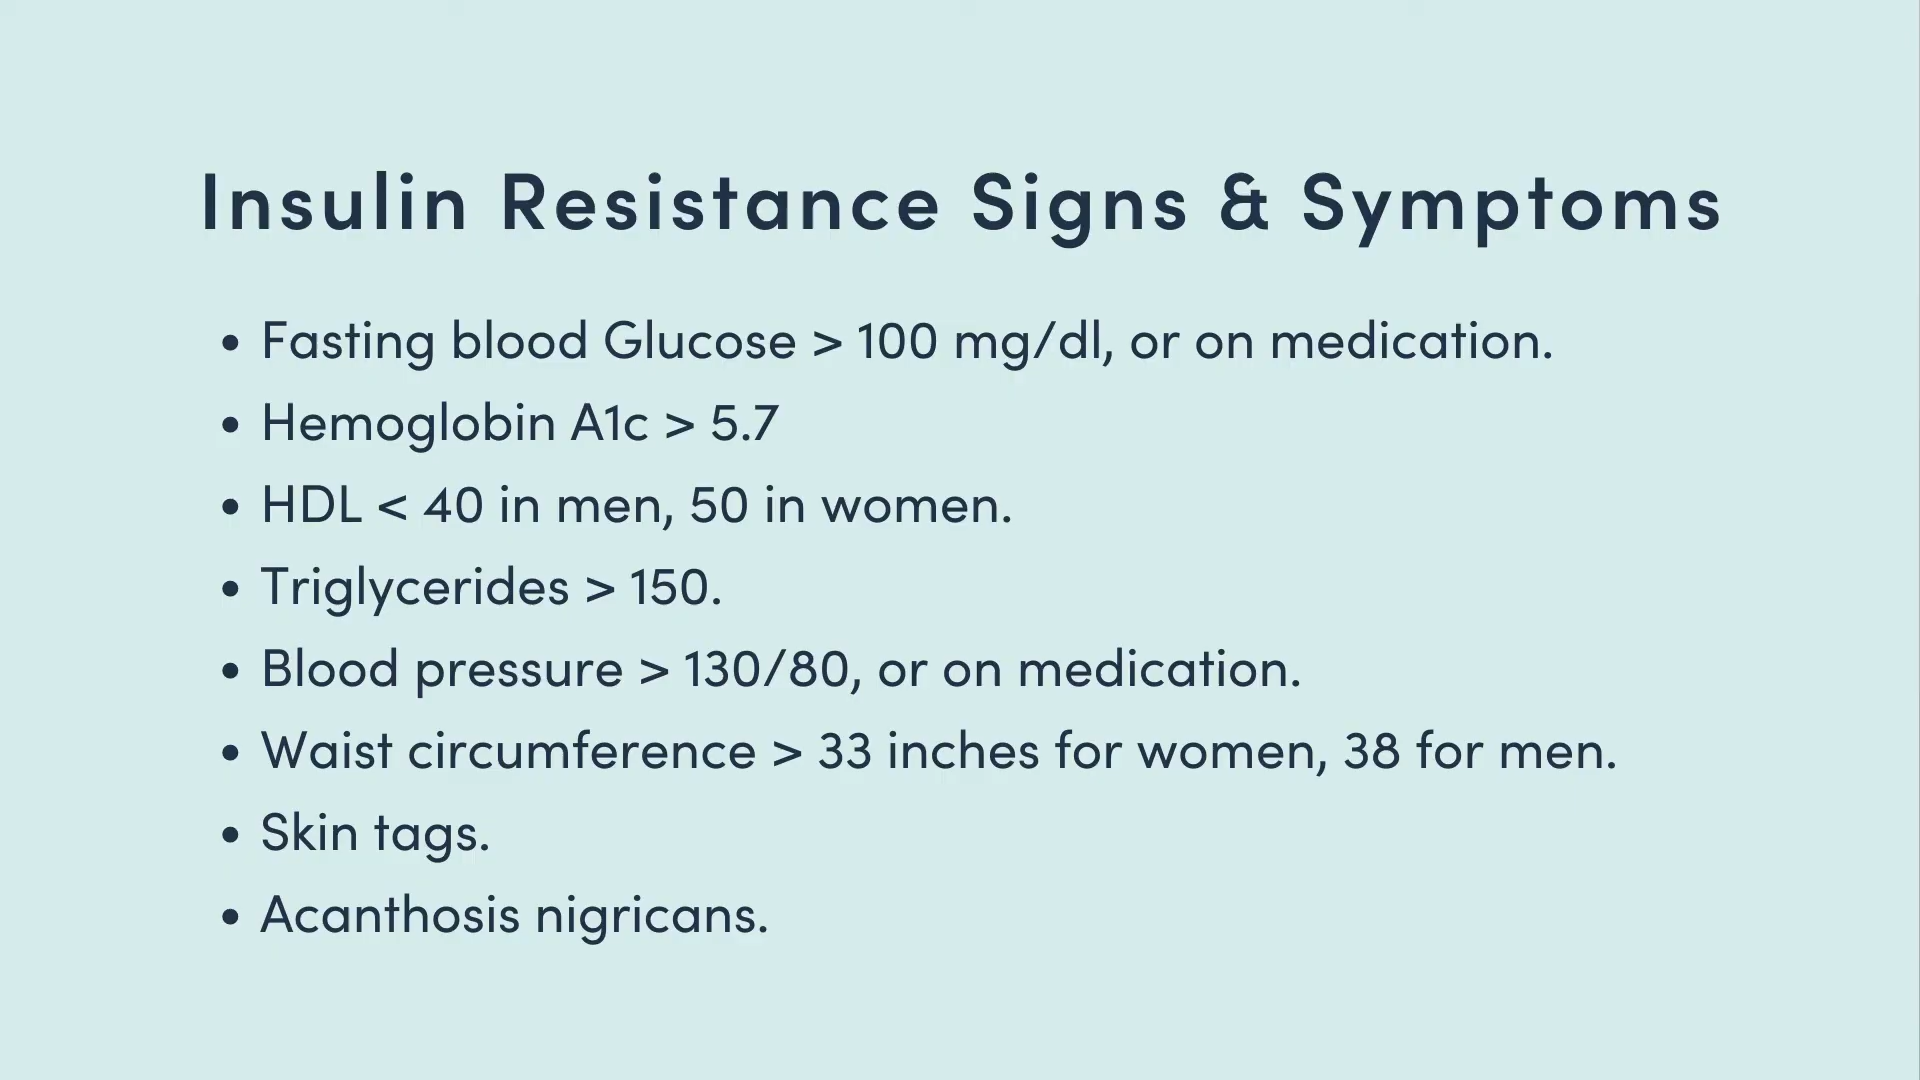 Insulin Resistance Signs & Symptoms
• Fasting blood Glucose > 100 mg/dl, or on medication.
• Hemoglobin A1c > 5.7
• HDL < 40 in men, 50 in women.
• Triglycerides > 150.
• Blood pressure > 130/80, or on medication.
• Waist circumference > 33 inches for women, 38 for men.
• Skin tags.
• Acanthosis nigricans.